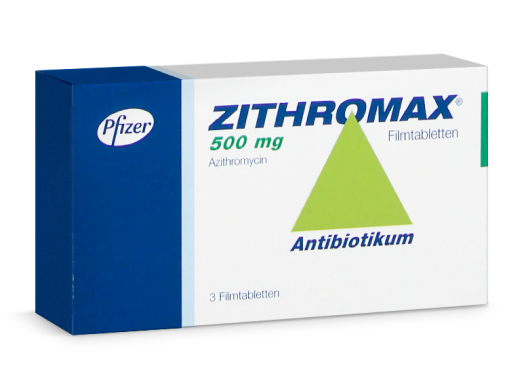 Pfizer
ZITHROMAX®
500 mg
Filmtabletten
Azithromycin
Antibiotikum
3 Filmtabletten